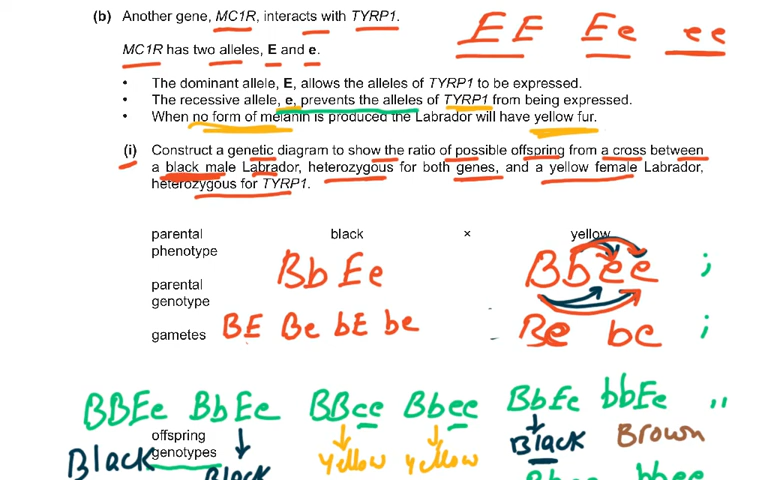 (b) Another gene, MC1R, interacts with TYRP1.
EE Ee ee
MC1R has two alleles, E and e.
• The dominant allele, E, allows the alleles of TYRP1 to be expressed.
• The recessive allele, e, prevents the alleles of TYRP1 from being expressed.
• When no form of melanin is produced the Labrador will have yellow fur.
(i) Construct a genetic diagram to show the ratio of possible offspring from a cross between
a black male Labrador, heterozygous for both genes, and a yellow female Labrador,
heterozygous for TYRP1.
parental phenotype black × yellow
BbEe Bbee ;
parental genotype
gametes BE Be bE be Be be ;
BBEe BbEe BBee Bbee BbEe bbEe
offspring genotypes
Black Black Yellow Yellow Black Brown
bbee